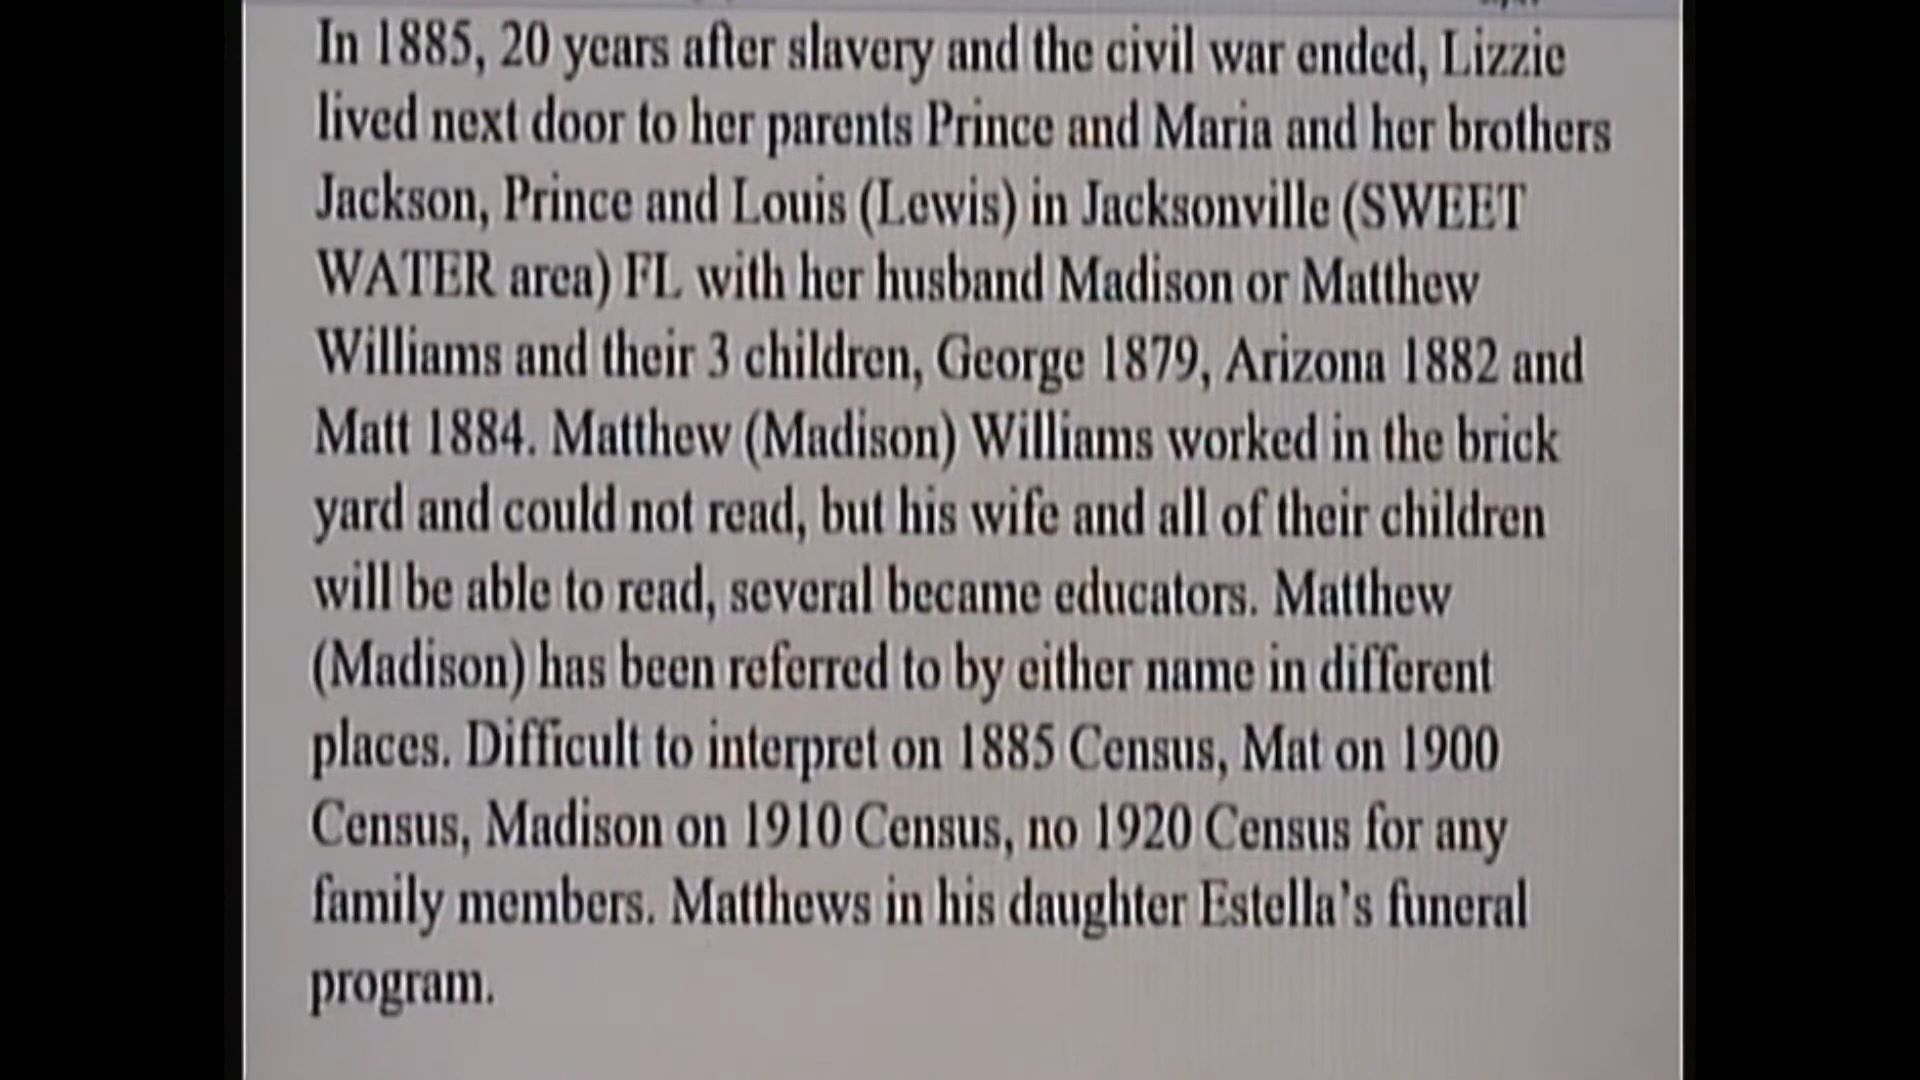 In 1885, 20 years after slavery and the civil war ended, Lizzie
lived next door to her parents Prince and Maria and her brothers
Jackson, Prince and Louis (Lewis) in Jacksonville (SWEET
WATER area) FL with her husband Madison or Matthew
Williams and their 3 children, George 1879, Arizona 1882 and
Matt 1884. Matthew (Madison) Williams worked in the brick
yard and could not read, but his wife and all of their children
will be able to read, several became educators. Matthew
(Madison) has been referred to by either name in different
places. Difficult to interpret on 1885 Census, Mat on 1900
Census, Madison on 1910 Census, no 1920 Census for any
family members. Matthews in his daughter Estella's funeral
program.